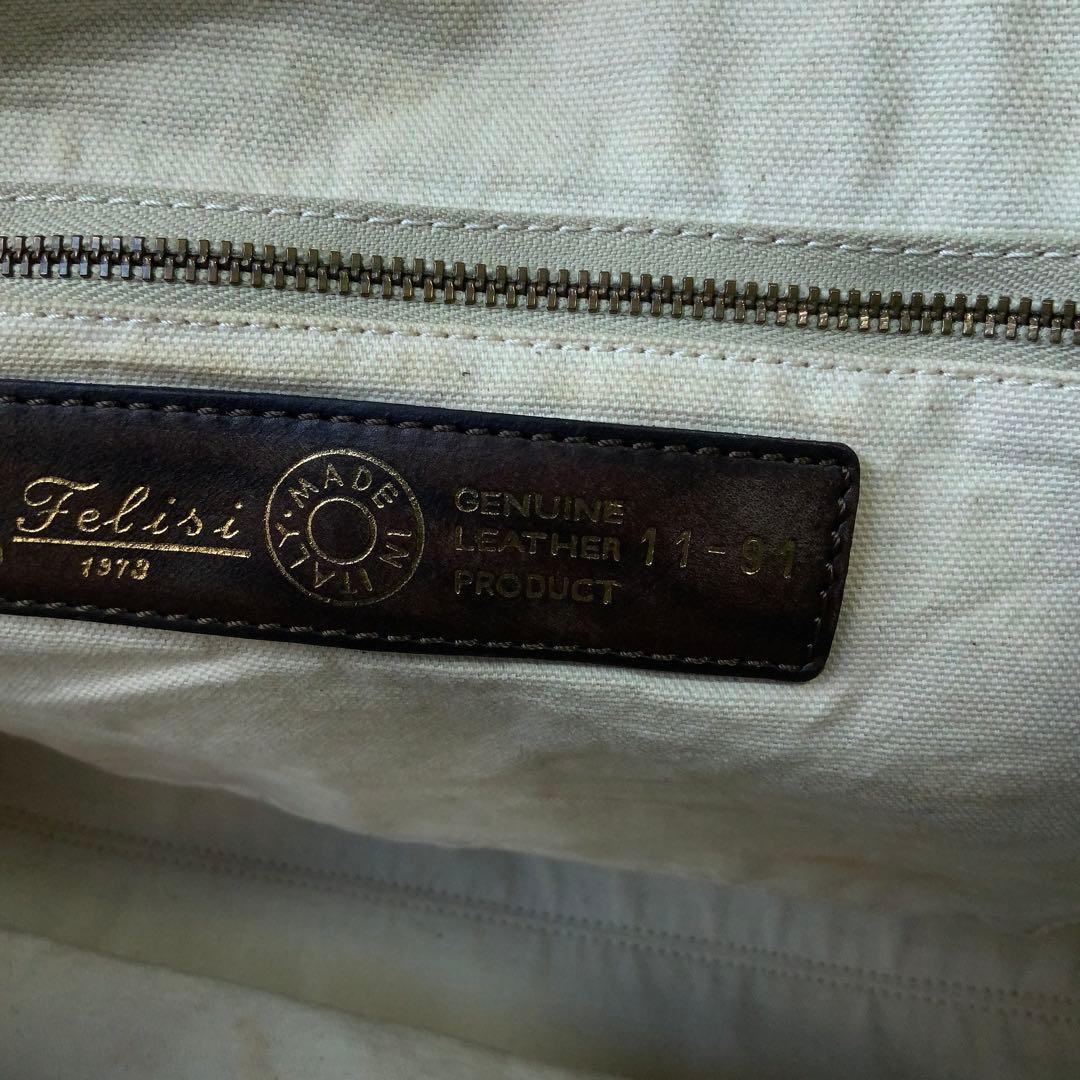 Felisi
1973
MADE IN ITALY
GENUINE
LEATHER
PRODUCT
11-91